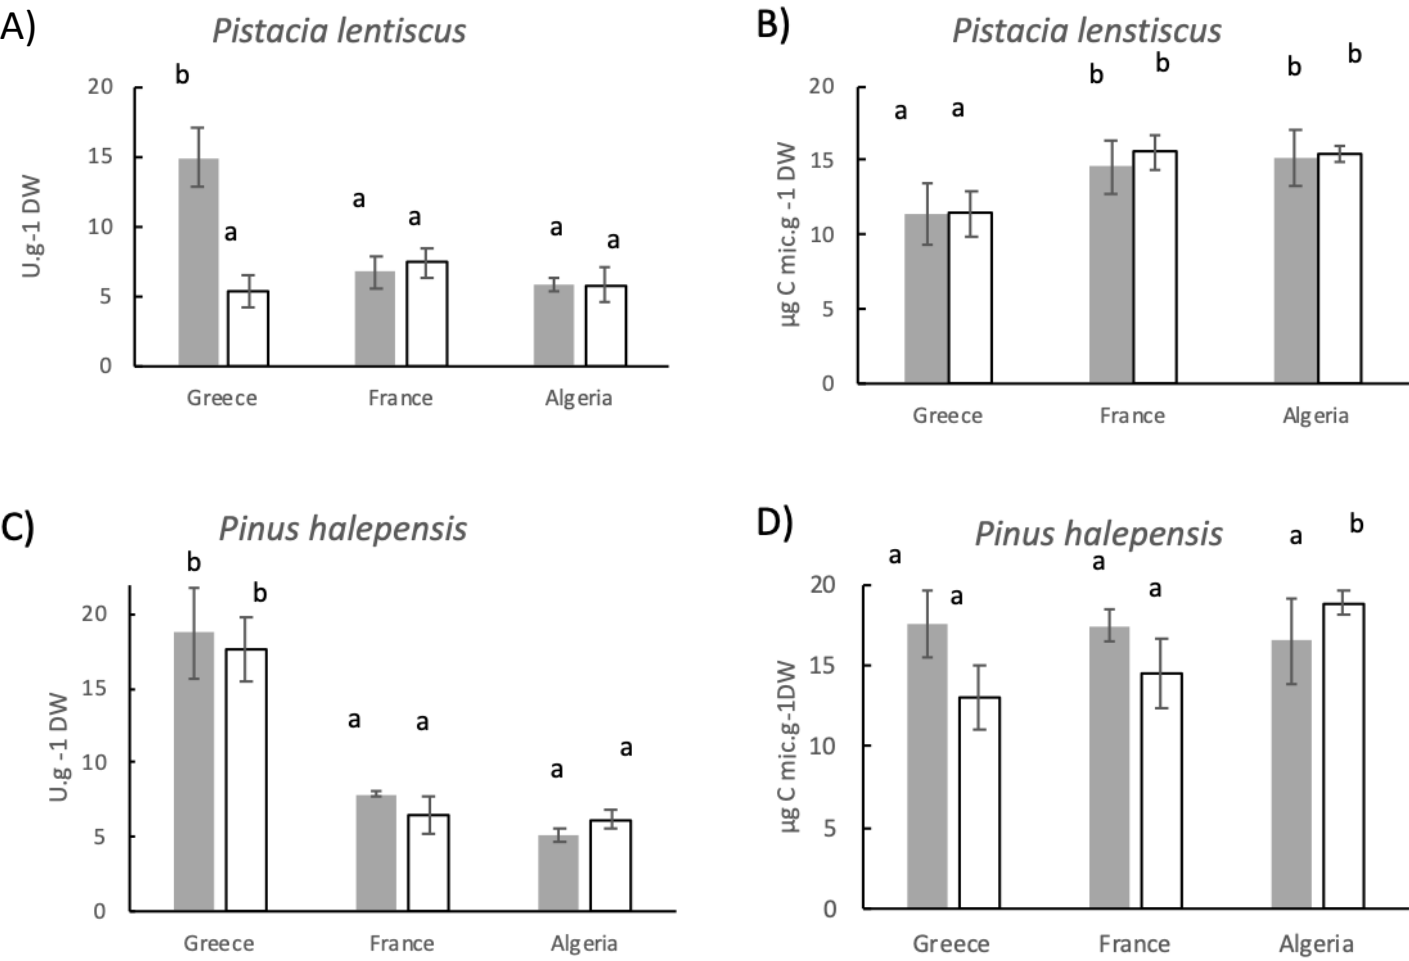 A)
Pistacia lentiscus
b
a
a
a
a
a
20
15
10
5
0
U.g-1 DW
Greece
France
Algeria
B)
Pistacia lenstiscus
a
a
b
b
b
b
20
15
10
5
0
µg C mic.g -1 DW
Greece
France
Algeria
C)
Pinus halepensis
b
b
a
a
a
a
20
15
10
5
0
U.g -1 DW
Greece
France
Algeria
D)
Pinus halepensis
a
a
a
a
a
b
20
15
10
5
0
µg C mic.g-1DW
Greece
France
Algeria